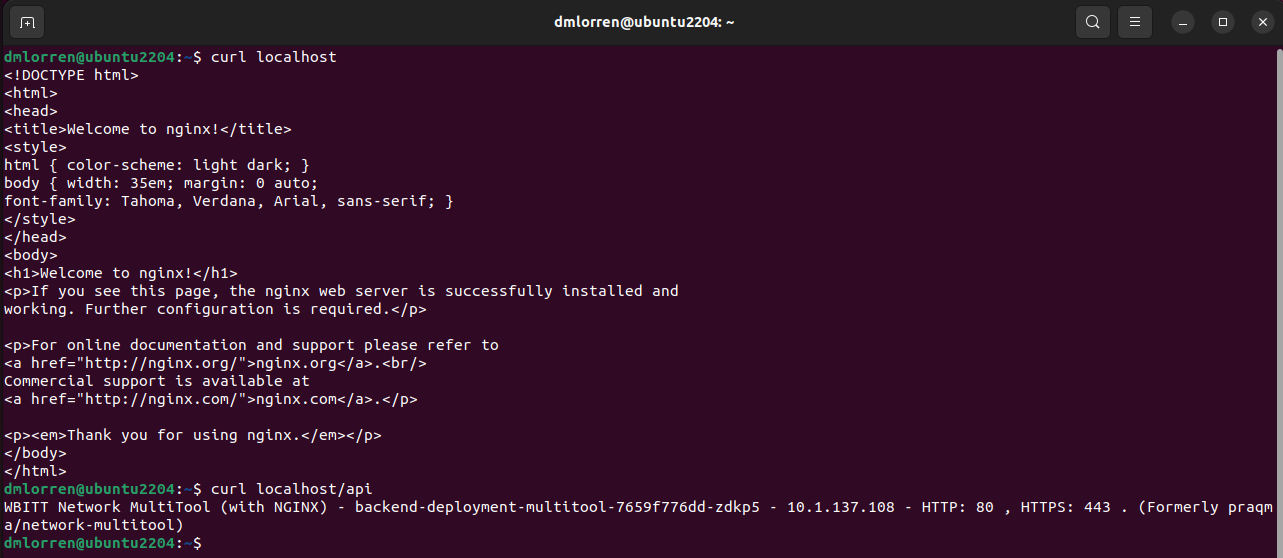 dmlorren@ubuntu2204: ~
dmlorren@ubuntu2204:~$ curl localhost
<!DOCTYPE html>
<html>
<head>
<title>Welcome to nginx!</title>
<style>
html { color-scheme: light dark; }
body { width: 35em; margin: 0 auto;
font-family: Tahoma, Verdana, Arial, sans-serif; }
</style>
</head>
<body>
<h1>Welcome to nginx!</h1>
<p>If you see this page, the nginx web server is successfully installed and
working. Further configuration is required.</p>

<p>For online documentation and support please refer to
<a href="http://nginx.org/">nginx.org</a>.<br/>
Commercial support is available at
<a href="http://nginx.com/">nginx.com</a>.</p>

<p><em>Thank you for using nginx.</em></p>
</body>
</html>
dmlorren@ubuntu2204:~$ curl localhost/api
WBITT Network MultiTool (with NGINX) - backend-deployment-multitool-7659f776dd-zdkp5 - 10.1.137.108 - HTTP: 80 , HTTPS: 443 . (Formerly praqm
a/network-multitool)
dmlorren@ubuntu2204:~$